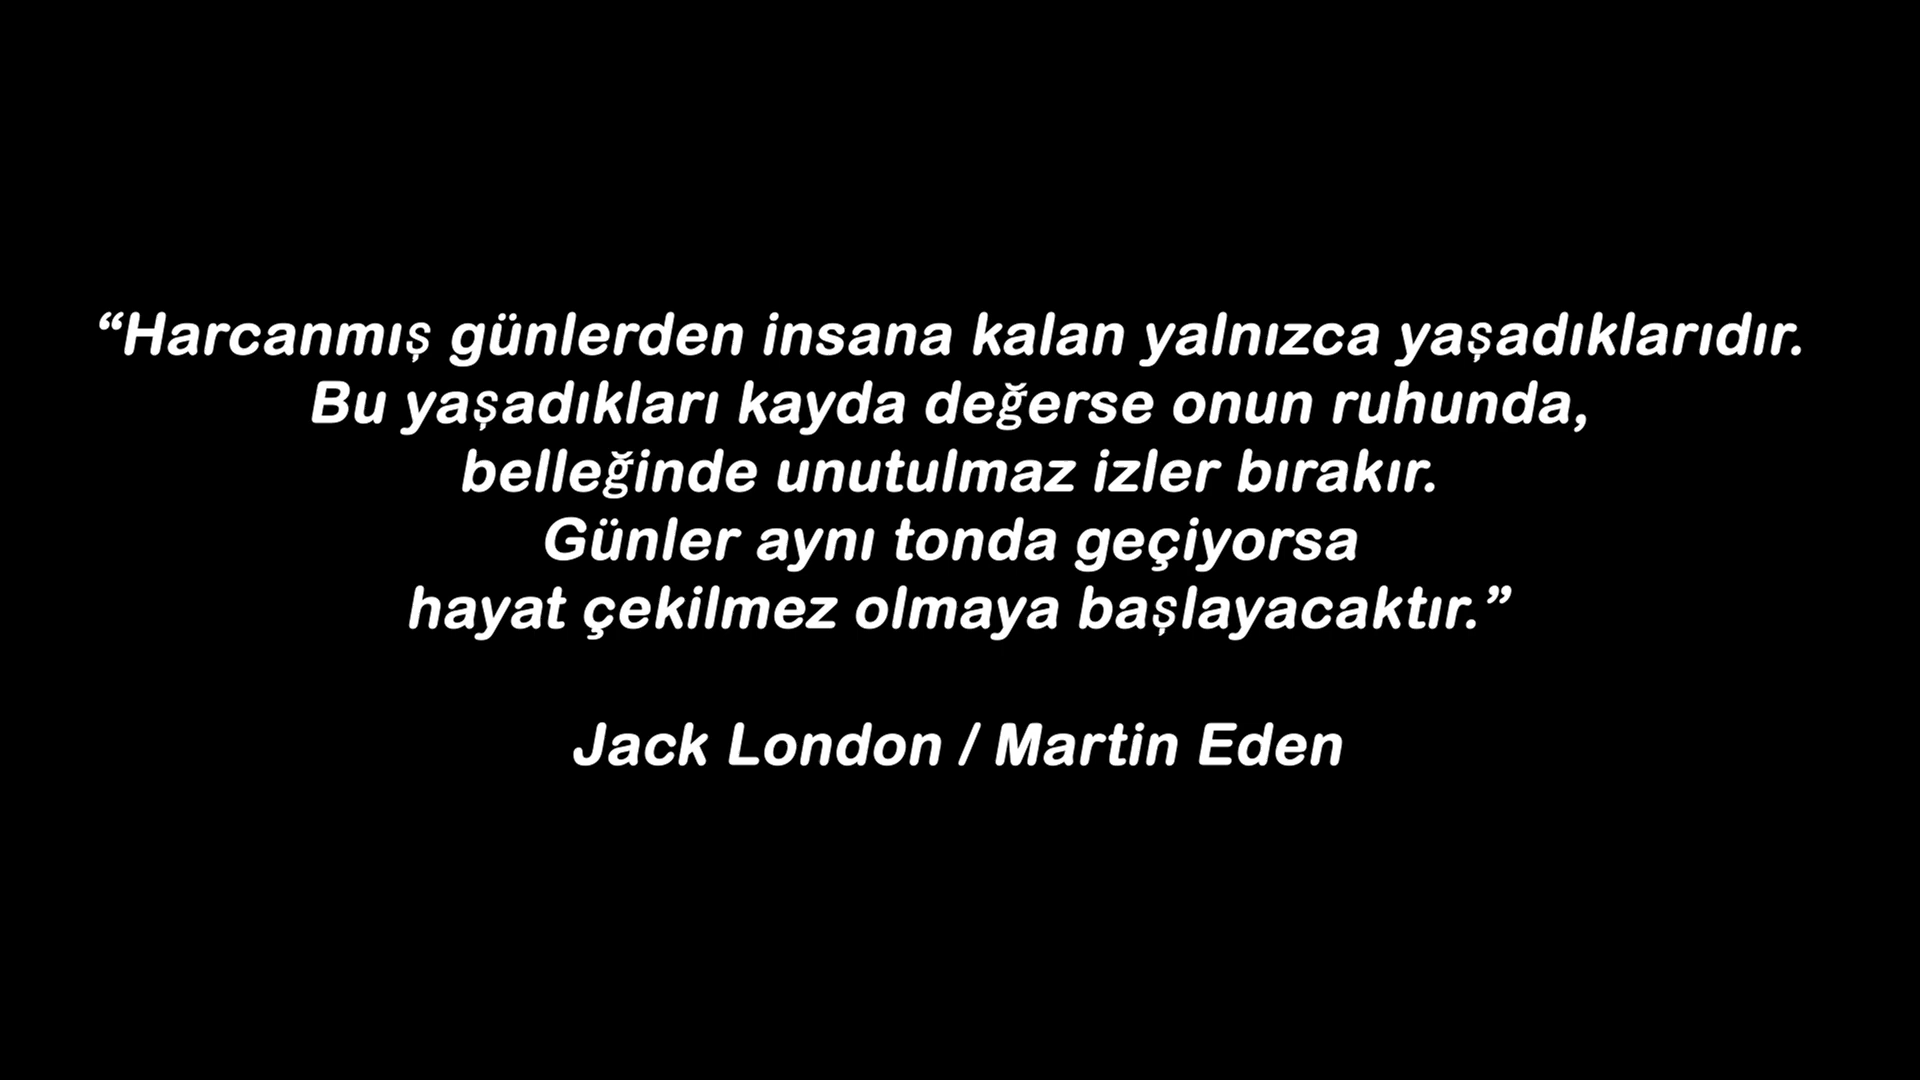 “Harcanmış günlerden insana kalan yalnızca yaşadıklarıdır.
Bu yaşadıkları kayda değerse onun ruhunda,
belleğinde unutulmaz izler bırakır.
Günler aynı tonda geçiyorsa
hayat çekilmez olmaya başlayacaktır.”
Jack London / Martin Eden